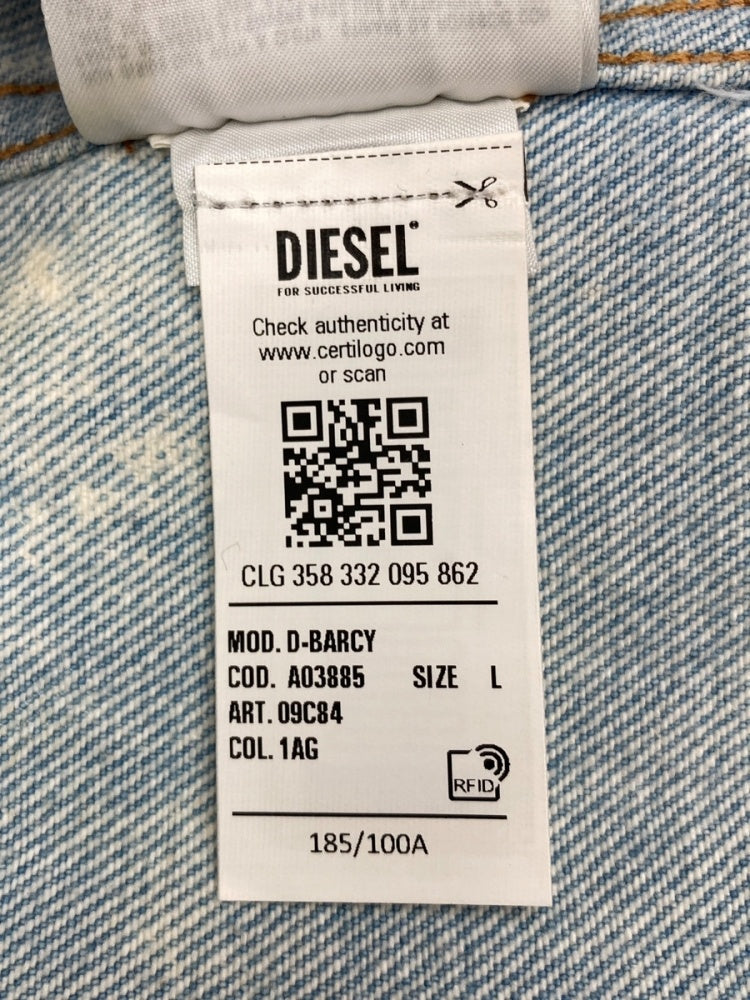 DIESEL®
FOR SUCCESSFUL LIVING
Check authenticity at
www.certilogo.com
or scan
CLG 358 332 095 862
MOD. D-BARCY
COD. A03885 SIZE L
ART. 09C84
COL. 1AG
RFID
185/100A